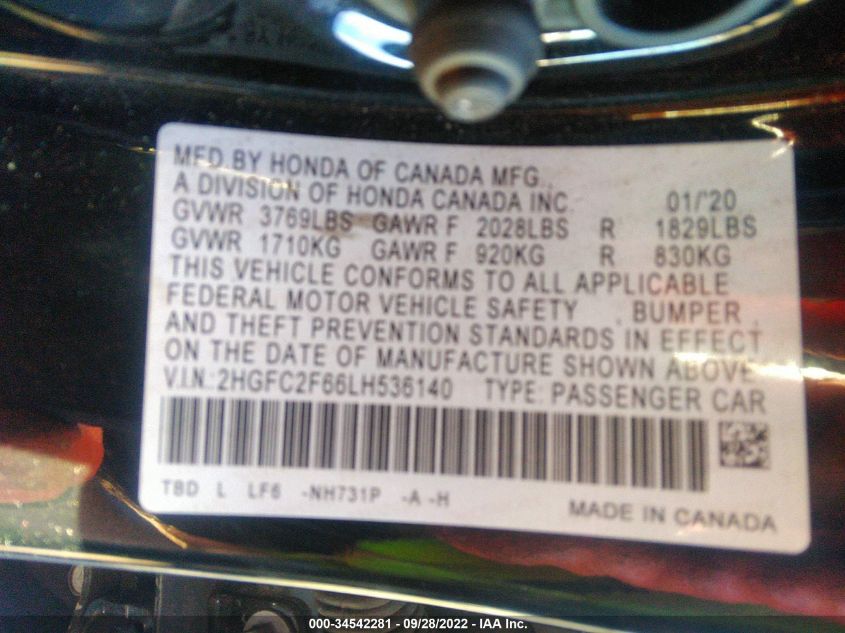 MFD.BY HONDA OF CANADA MFG.,
A DIVISION OF HONDA CANADA INC. 01/'20
GVWR 3769LBS GAWR F 2028LBS R 1829LBS
GVWR 1710KG GAWR F 920KG R 830KG
THIS VEHICLE CONFORMS TO ALL APPLICABLE
FEDERAL MOTOR VEHICLE SAFETY , BUMPER ,
AND THEFT PREVENTION STANDARDS IN EFFECT
ON THE DATE OF MANUFACTURE SHOWN ABOVE.
V.I.N.:2HGFC2F66LH536140 TYPE: PASSENGER CAR
TBD L LF6 -NH731P -A -H
MADE IN CANADA
000-34542281 - 09/28/2022 - IAA Inc.